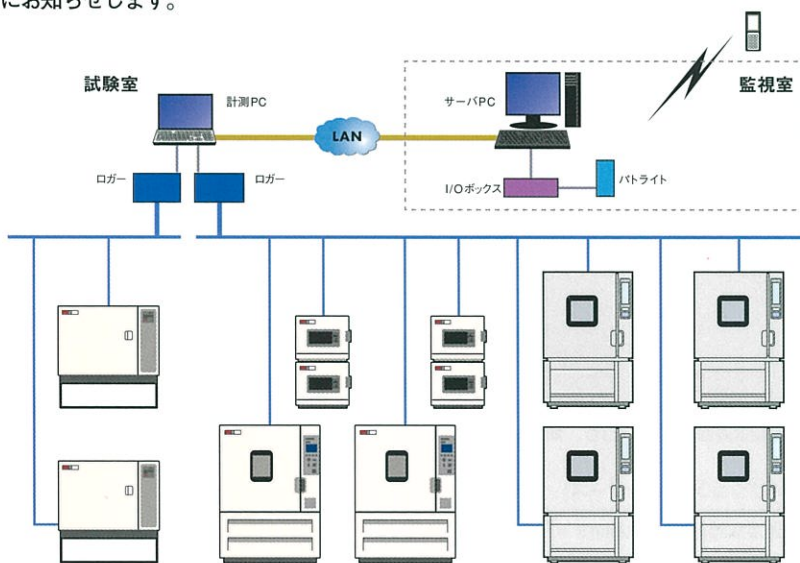 にお知らせします。
試験室
計測PC
LAN
サーバPC
監視室
ロガー
ロガー
I/Oボックス
パトライト